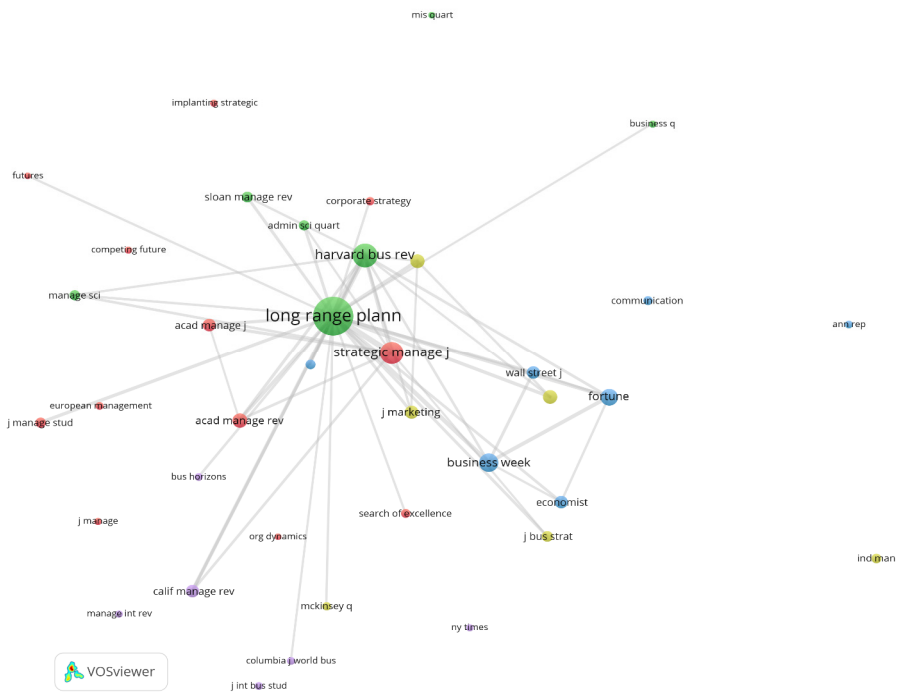 mis quart
implanting strategic
business q
futures
sloan manage rev
corporate strategy
admin sci quart
competing future
harvard bus rev
manage sci
communication
long range plann
acad manage j
ann rep
strategic manage j
wall street j
fortune
european management
j marketing
j manage stud
acad manage rev
business week
bus horizons
economist
search of excellence
j manage
org dynamics
j bus strat
ind man
calif manage rev
mckinsey q
manage int rev
ny times
columbia j world bus
VOSviewer
j int bus stud